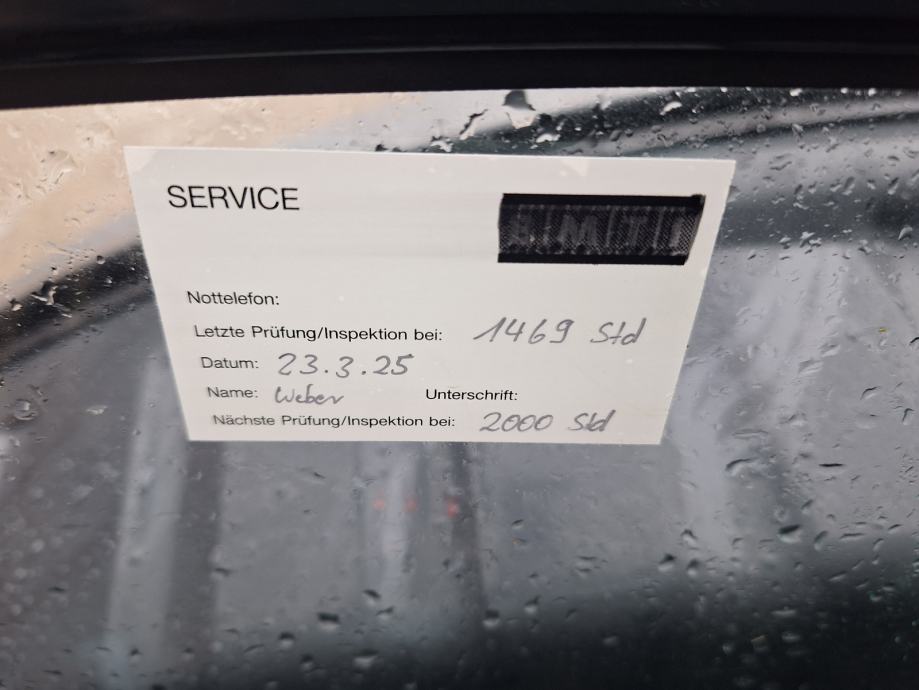 SERVICE
Nottelefon:
Letzte Prüfung/Inspektion bei: 1469 Std
Datum: 23.3.25
Name: Weber Unterschrift:
Nächste Prüfung/Inspektion bei: 2000 Std